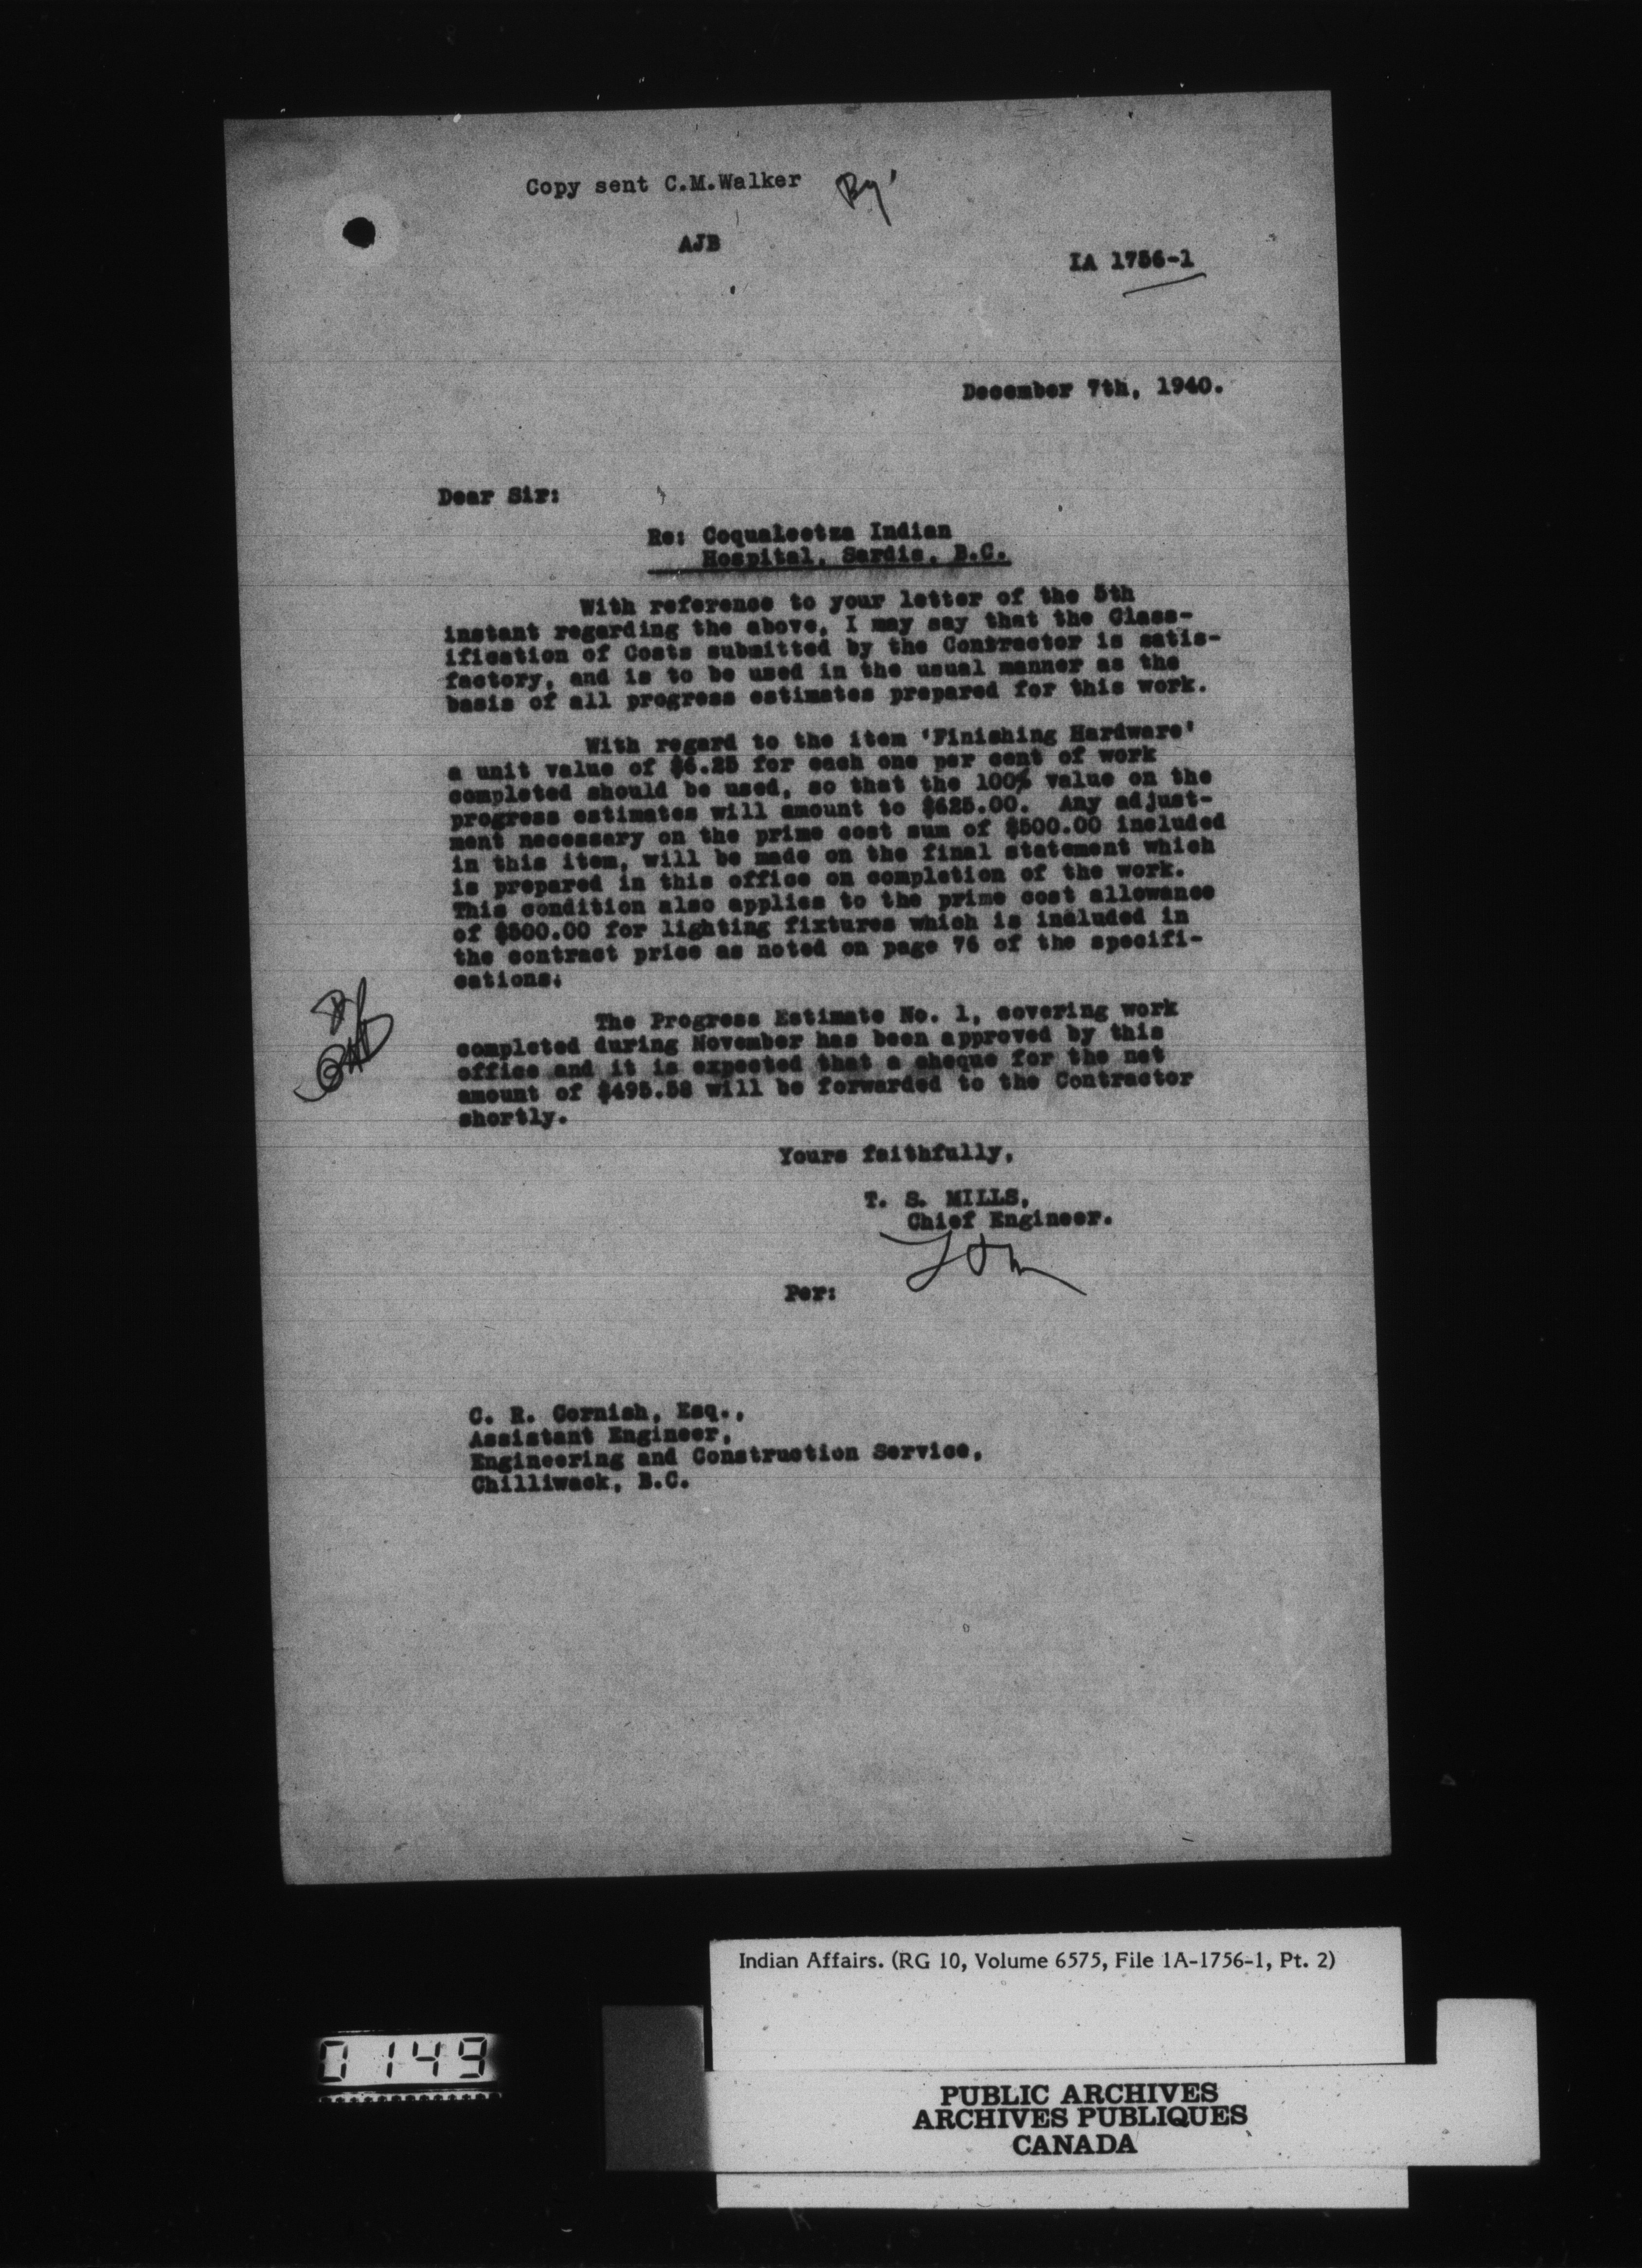 Copy sent C.M.Walker
AJB
IA 1756-1
December 7th, 1940.
Dear Sir:
Re: Coqualeetza Indian
Hospital, Sardis, B.C.
With reference to your letter of the 5th
instant regarding the above, I may say that the Class-
ification of Costs submitted by the Contractor is satis-
factory, and is to be used in the usual manner as the
basis of all progress estimates prepared for this work.
With regard to the item 'Finishing Hardware'
a unit value of $6.25 for each one per cent of work
completed should be used, so that the 100% value on the
progress estimates will amount to $625.00. Any adjust-
ment necessary on the prime cost sum of $500.00 included
in this item, will be made on the final statement which
is prepared in this office on completion of the work.
This condition also applies to the prime cost allowance
of $500.00 for lighting fixtures which is included in
the contract price as noted on page 76 of the specifi-
cations.
The Progress Estimate No. 1, covering work
completed during November has been approved by this
office and it is expected that a cheque for the net
amount of $495.58 will be forwarded to the Contractor
shortly.
Yours faithfully,
T. S. MILLS,
Chief Engineer.
Per:
C. R. Cornish, Esq.,
Assistant Engineer,
Engineering and Construction Service,
Chilliwack, B.C.
Indian Affairs. (RG 10, Volume 6575, File 1A-1756-1, Pt. 2)
0149
PUBLIC ARCHIVES
ARCHIVES PUBLIQUES
CANADA